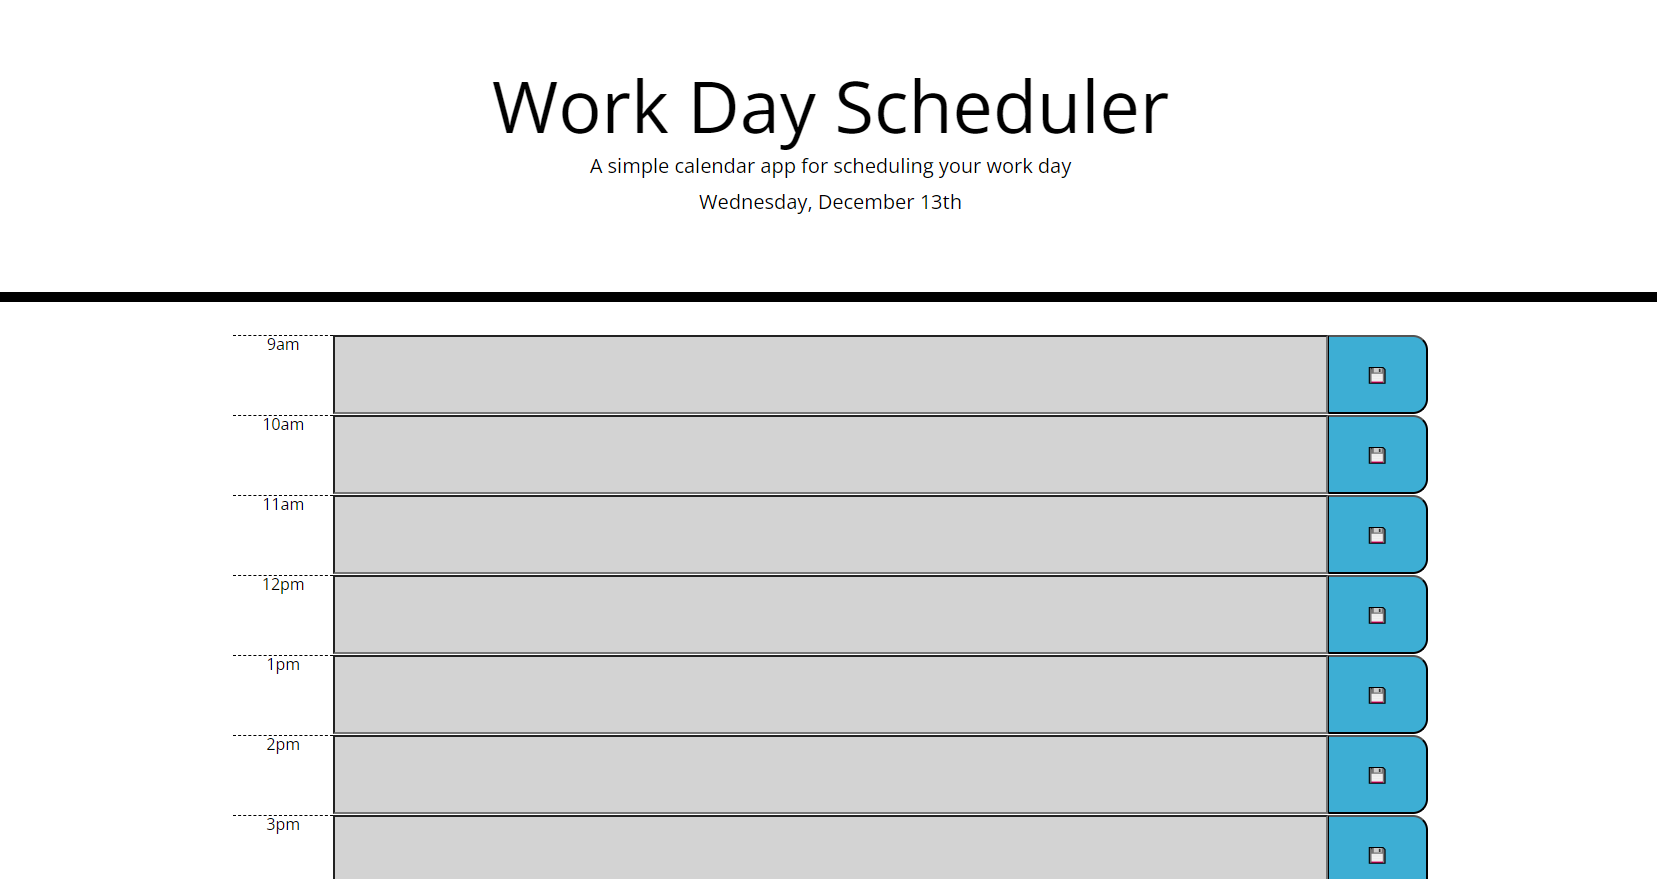 Work Day Scheduler
A simple calendar app for scheduling your work day
Wednesday, December 13th
9am
10am
11am
12pm
1pm
2pm
3pm